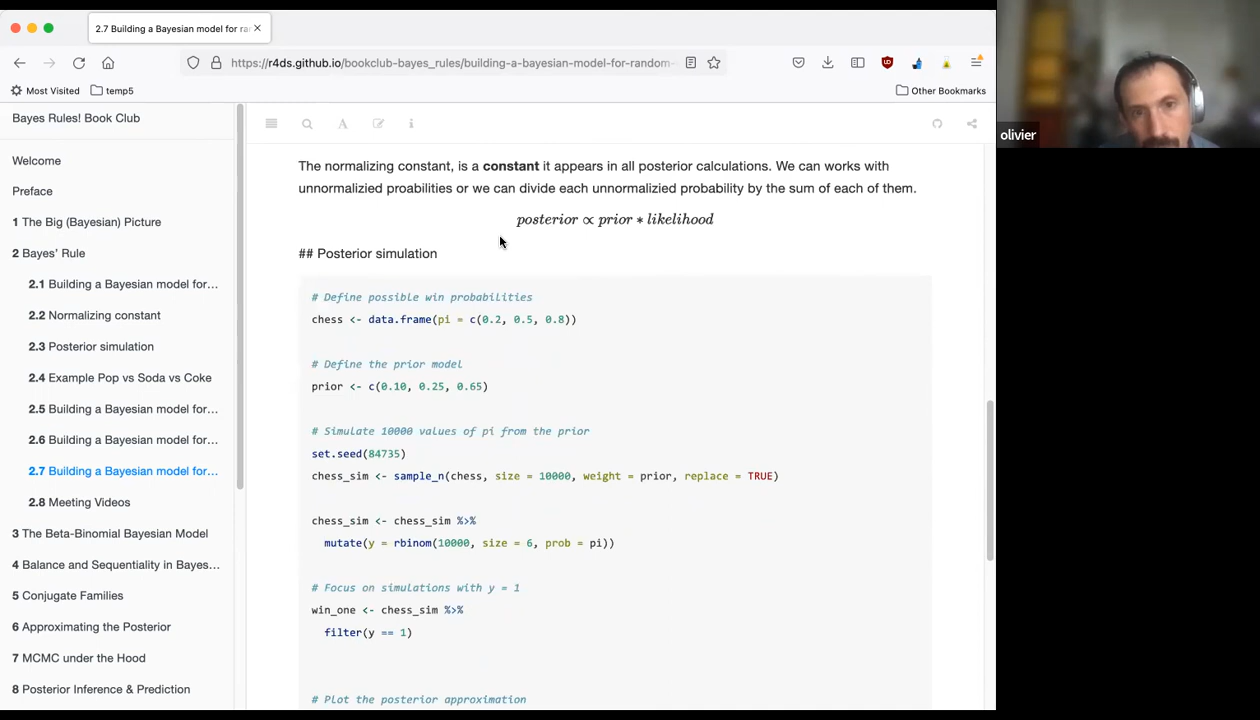 2.7 Building a Bayesian model for ra
https://r4ds.github.io/bookclub-bayes_rules/building-a-bayesian-model-for-random-
Most Visited
temp5
Other Bookmarks
Bayes Rules! Book Club
Welcome
Preface
1 The Big (Bayesian) Picture
2 Bayes' Rule
2.1 Building a Bayesian model for...
2.2 Normalizing constant
2.3 Posterior simulation
2.4 Example Pop vs Soda vs Coke
2.5 Building a Bayesian model for...
2.6 Building a Bayesian model for...
2.7 Building a Bayesian model for...
2.8 Meeting Videos
3 The Beta-Binomial Bayesian Model
4 Balance and Sequentiality in Bayes...
5 Conjugate Families
6 Approximating the Posterior
7 MCMC under the Hood
8 Posterior Inference & Prediction
The normalizing constant, is a constant it appears in all posterior calculations. We can works with
unnormalizied proabilities or we can divide each unnormalizied probability by the sum of each of them.
posterior ∝ prior * likelihood
## Posterior simulation
# Define possible win probabilities
chess <- data.frame(pi = c(0.2, 0.5, 0.8))
# Define the prior model
prior <- c(0.10, 0.25, 0.65)
# Simulate 10000 values of pi from the prior
set.seed(84735)
chess_sim <- sample_n(chess, size = 10000, weight = prior, replace = TRUE)
chess_sim <- chess_sim %>%
mutate(y = rbinom(10000, size = 6, prob = pi))
# Focus on simulations with y = 1
win_one <- chess_sim %>%
filter(y == 1)
# Plot the posterior approximation
olivier